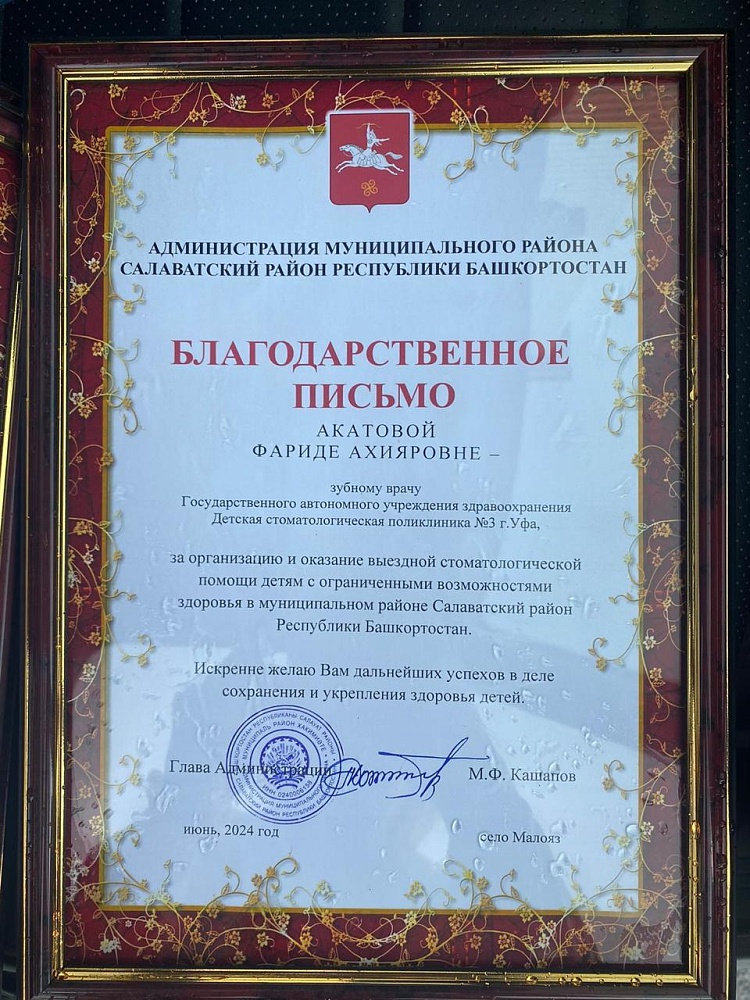 АДМИНИСТРАЦИЯ МУНИЦИПАЛЬНОГО РАЙОНА
САЛАВАТСКИЙ РАЙОН РЕСПУБЛИКИ БАШКОРТОСТАН
БЛАГОДАРСТВЕННОЕ
ПИСЬМО
АКАТОВОЙ
ФАРИДЕ АХИЯРОВНЕ –
зубному врачу
Государственного автономного учреждения здравоохранения
Детская стоматологическая поликлиника №3 г.Уфа,
за организацию и оказание выездной стоматологической
помощи детям с ограниченными возможностями
здоровья в муниципальном районе Салаватский район
Республики Башкортостан.
Искренне желаю Вам дальнейших успехов в деле
сохранения и укрепления здоровья детей.
Глава Администрации М.Ф. Кашапов
июнь, 2024 год село Малояз